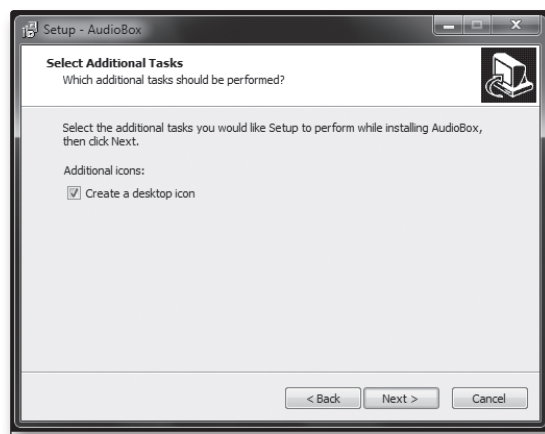 Setup - AudioBox
Select Additional Tasks
Which additional tasks should be performed?
Select the additional tasks you would like Setup to perform while installing AudioBox,
then click Next.
Additional icons:
Create a desktop icon
< Back Next > Cancel